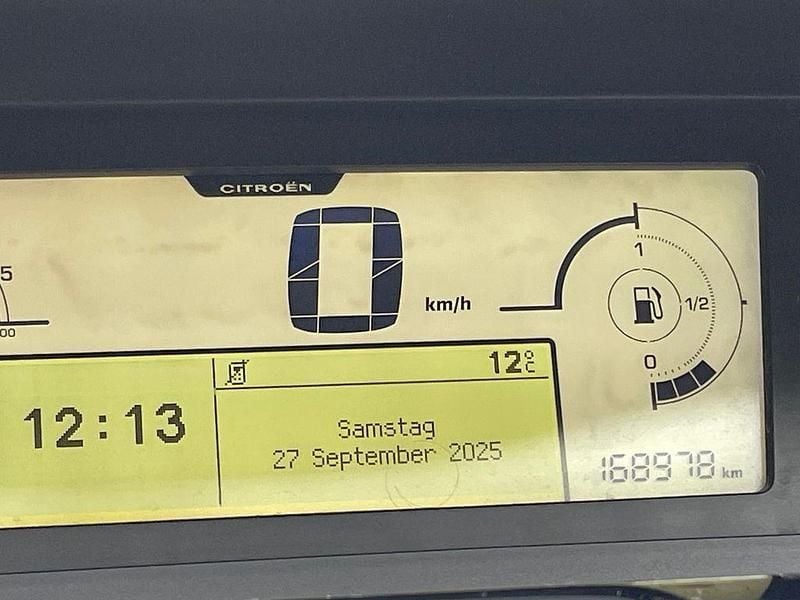 CITROËN
5
00
0 km/h
1
1/2
0
12°C
12:13
Samstag
27 September 2025
168978 km